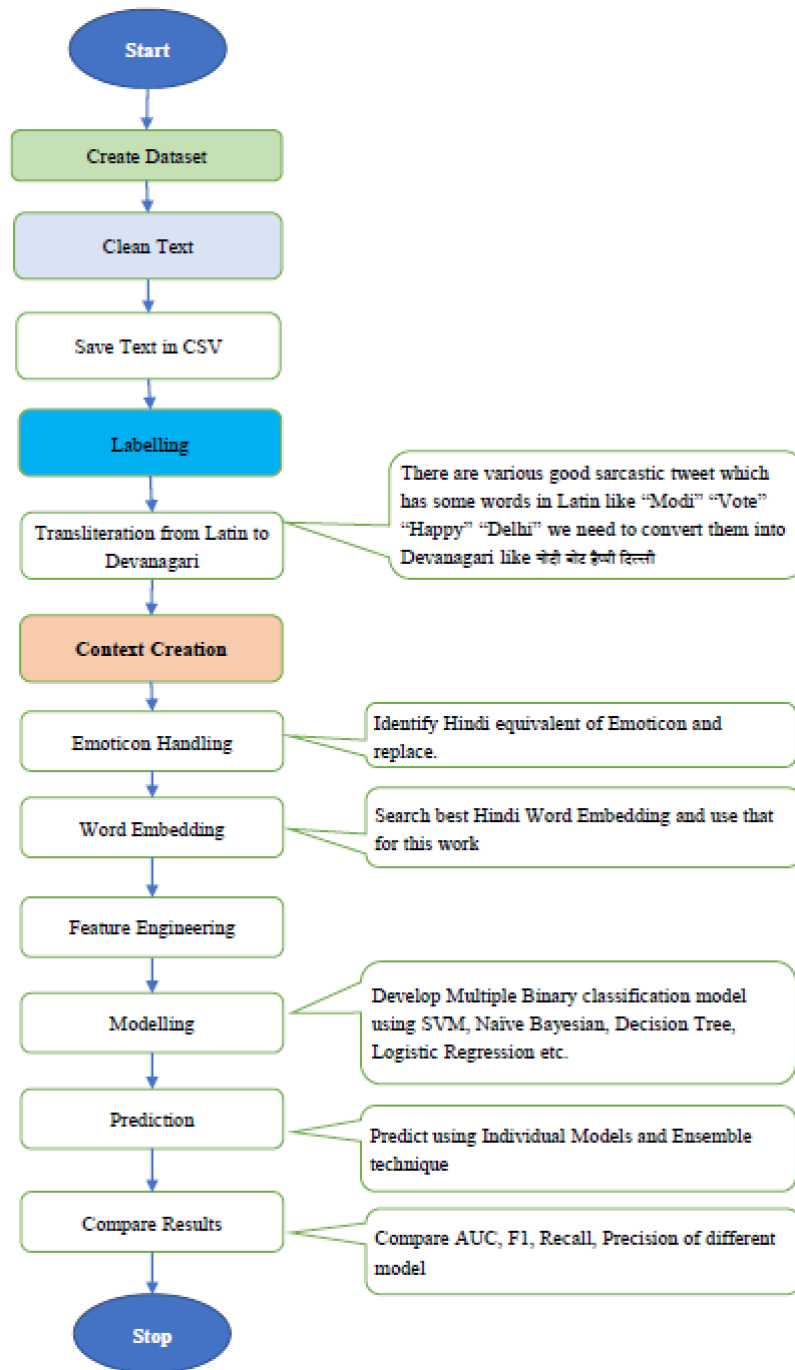 Start
Create Dataset
Clean Text
Save Text in CSV
Labelling
There are various good sarcastic tweet which
has some words in Latin like “Modi” “Vote”
“Happy” “Delhi” we need to convert them into
Devanagari like दिल्ली
Transliteration from Latin to
Devanagari
Context Creation
Emoticon Handling
Identify Hindi equivalent of Emoticon and
replace.
Word Embedding
Search best Hindi Word Embedding and use that
for this work
Feature Engineering
Modelling
Develop Multiple Binary classification model
using SVM, Naïve Bayesian, Decision Tree,
Logistic Regression etc.
Prediction
Predict using Individual Models and Ensemble
technique
Compare Results
Compare AUC, F1, Recall, Precision of different
model
Stop